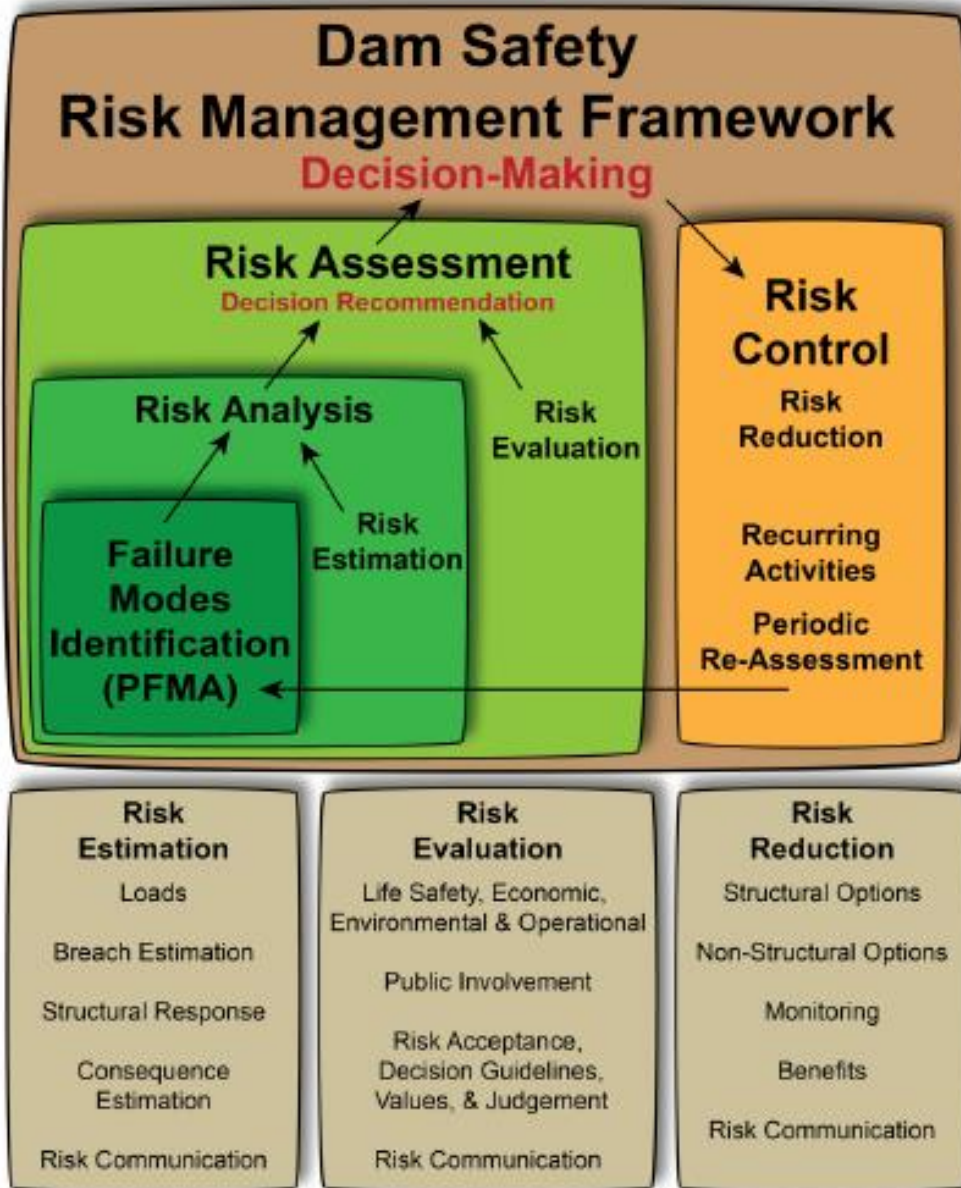 Dam Safety
Risk Management Framework
Decision-Making
Risk Assessment
Decision Recommendation
Risk Analysis
Risk
Evaluation
Risk
Estimation
Failure
Modes
Identification
(PFMA)
Risk
Control
Risk
Reduction
Recurring
Activities
Periodic
Re-Assessment
Risk
Estimation
Loads
Breach Estimation
Structural Response
Consequence
Estimation
Risk Communication
Risk
Evaluation
Life Safety, Economic,
Environmental & Operational
Public Involvement
Risk Acceptance,
Decision Guidelines,
Values, & Judgement
Risk Communication
Risk
Reduction
Structural Options
Non-Structural Options
Monitoring
Benefits
Risk Communication